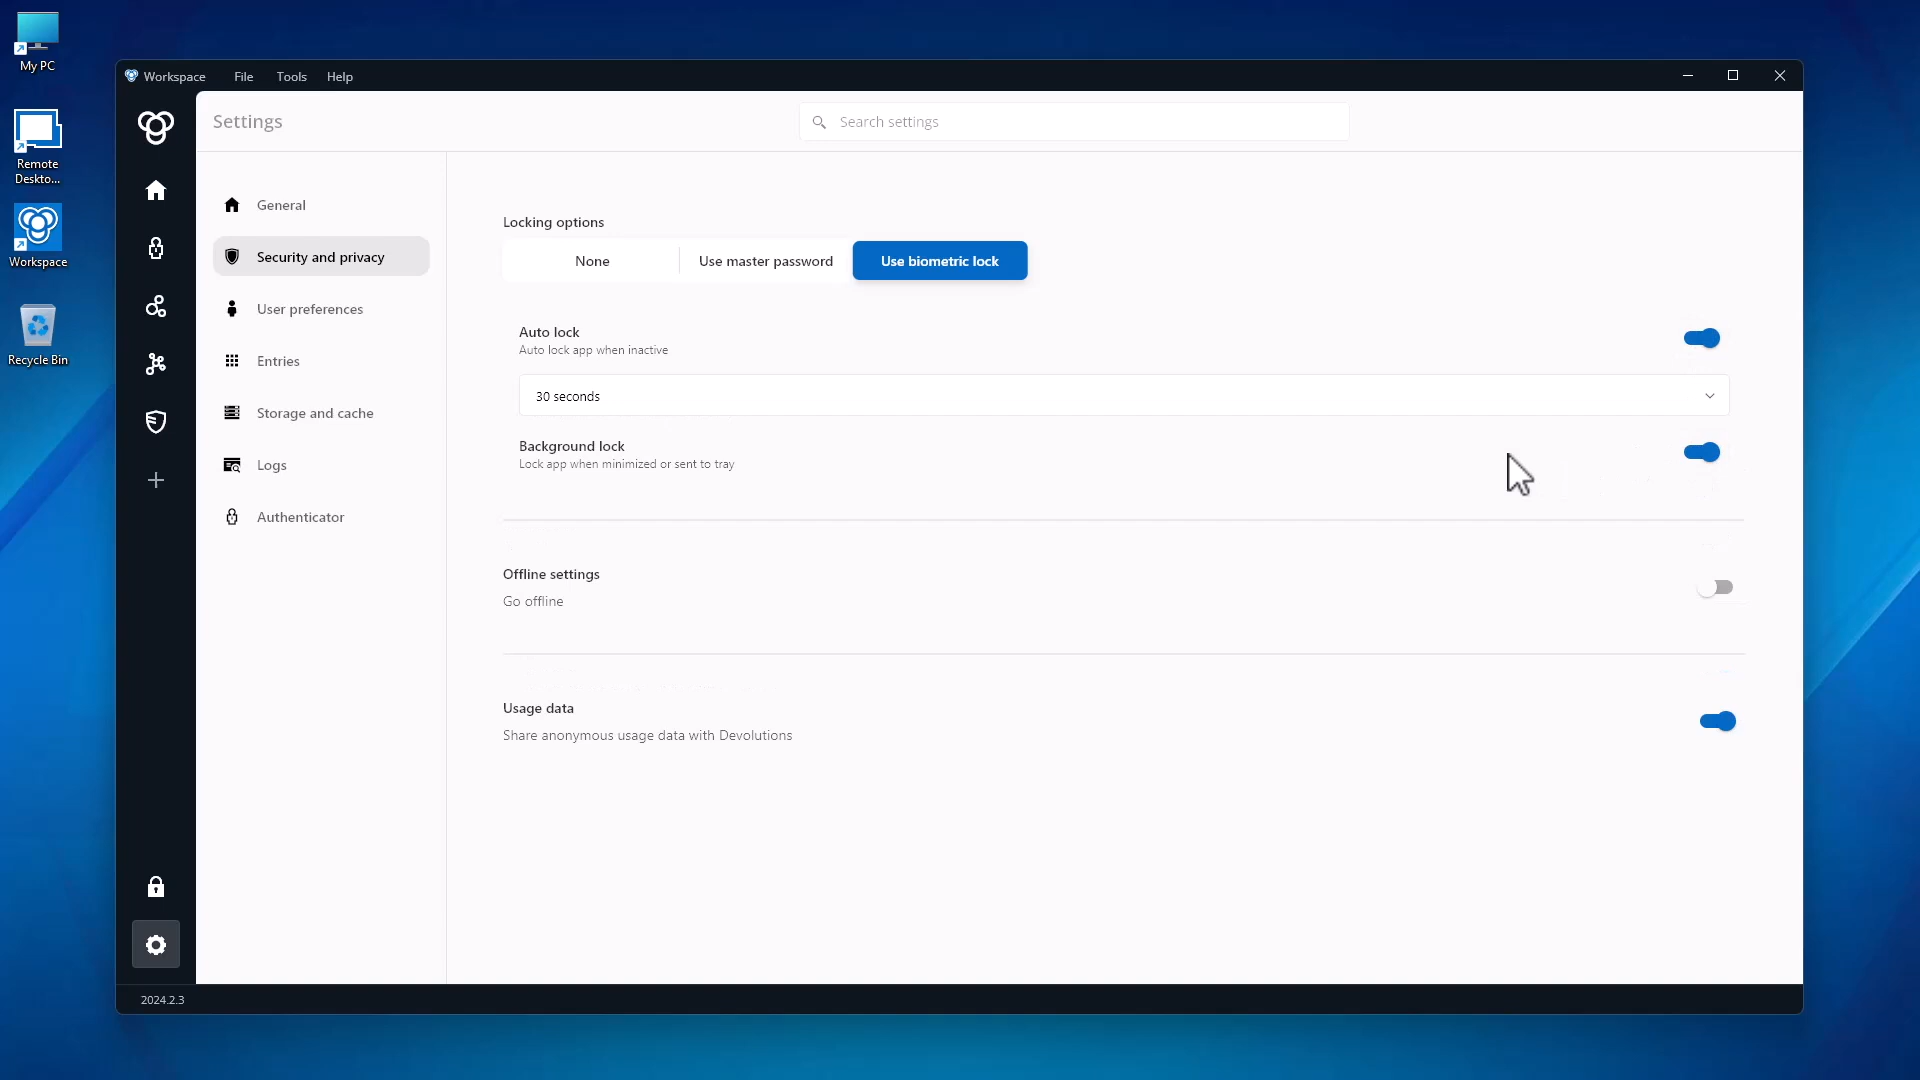 My PC
Remote
Deskto...
Workspace
Recycle Bin
Workspace File Tools Help
Settings
Search settings
General
Security and privacy
User preferences
Entries
Storage and cache
Logs
Authenticator
Locking options
None Use master password Use biometric lock
Auto lock
Auto lock app when inactive
30 seconds
Background lock
Lock app when minimized or sent to tray
Offline settings
Go offline
Usage data
Share anonymous usage data with Devolutions
2024.2.3